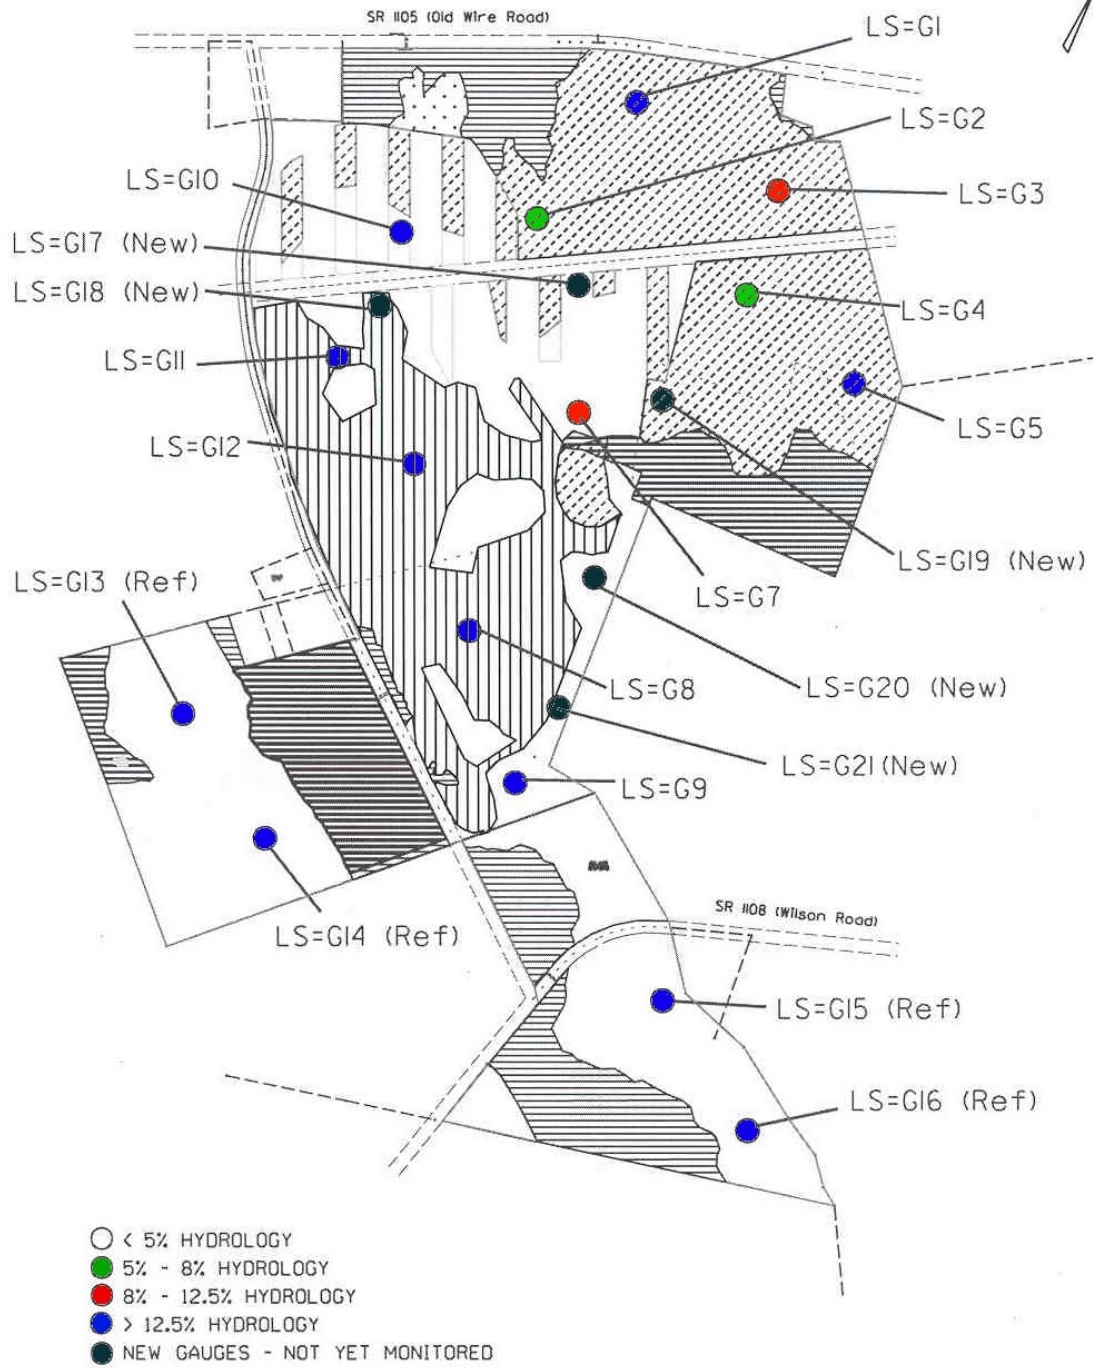 SR 1105 (Old Wire Road)
LS=G1
LS=G2
LS=G10
LS=G3
LS=G17 (New)
LS=G18 (New)
LS=G4
LS=G11
LS=G5
LS=G12
LS=G19 (New)
LS=G13 (Ref)
LS=G7
LS=G8
LS=G20 (New)
LS=G21 (New)
LS=G9
SR 1108 (Wilson Road)
LS=G14 (Ref)
LS=G15 (Ref)
LS=G16 (Ref)
< 5% HYDROLOGY
5% - 8% HYDROLOGY
8% - 12.5% HYDROLOGY
> 12.5% HYDROLOGY
NEW GAUGES - NOT YET MONITORED